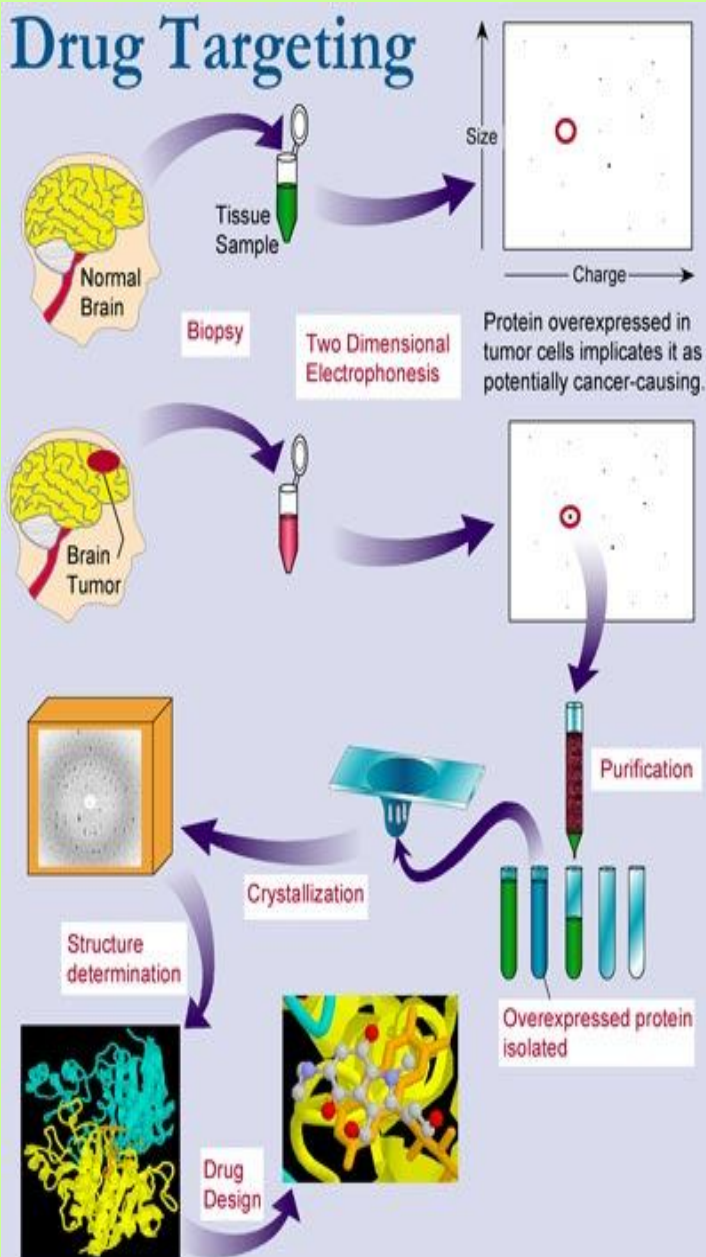 Drug Targeting
Size
Tissue
Sample
Normal
Brain
Charge
Biopsy
Two Dimensional
Electrophonesis
Protein overexpressed in
tumor cells implicates it as
potentially cancer-causing.
Brain
Tumor
Purification
Crystallization
Structure
determination
Overexpressed protein
isolated
Drug
Design